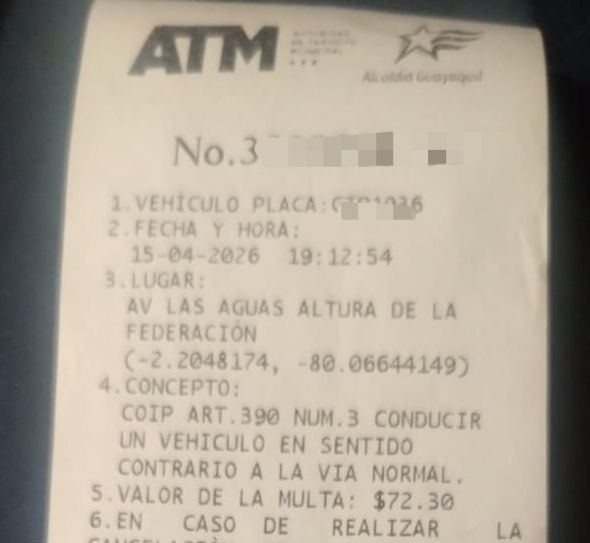 ATM
Alcaldía Guayaquil
No.3
1.VEHÍCULO PLACA:
2.FECHA Y HORA:
15-04-2026 19:12:54
3.LUGAR:
AV LAS AGUAS ALTURA DE LA
FEDERACIÓN
(-2.2048174, -80.06644149)
4.CONCEPTO:
COIP ART.390 NUM.3 CONDUCIR
UN VEHICULO EN SENTIDO
CONTRARIO A LA VIA NORMAL.
5.VALOR DE LA MULTA: $72.30
6.EN CASO DE REALIZAR LA